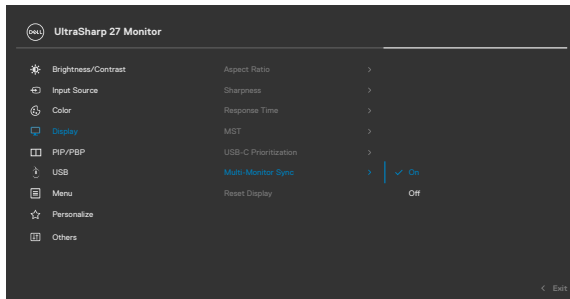 DELL UltraSharp 27 Monitor
Brightness/Contrast Aspect Ratio >
Input Source Sharpness >
Color Response Time >
Display MST >
PIP/PBP USB-C Prioritization >
USB Multi-Monitor Sync > ✓ On
Menu Reset Display Off
Personalize
Others
< Exit